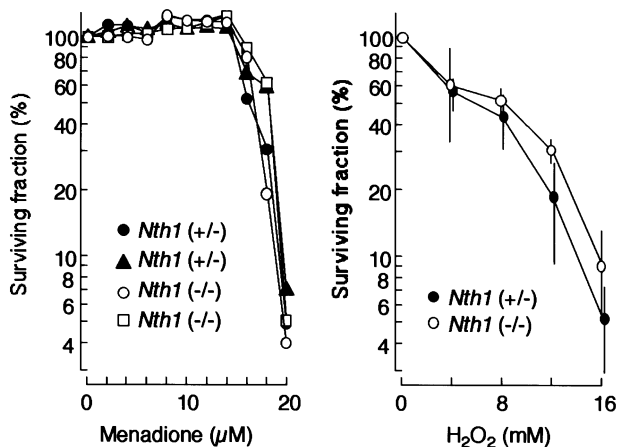 Surviving fraction (%)
100
80
60
40
20
10
8
6
4
Nth1 (+/-)
Nth1 (+/-)
Nth1 (-/-)
Nth1 (-/-)
0 10 20
Menadione (µM)
Surviving fraction (%)
100
80
60
40
20
10
8
6
4
Nth1 (+/-)
Nth1 (-/-)
0 8 16
H₂O₂ (mM)